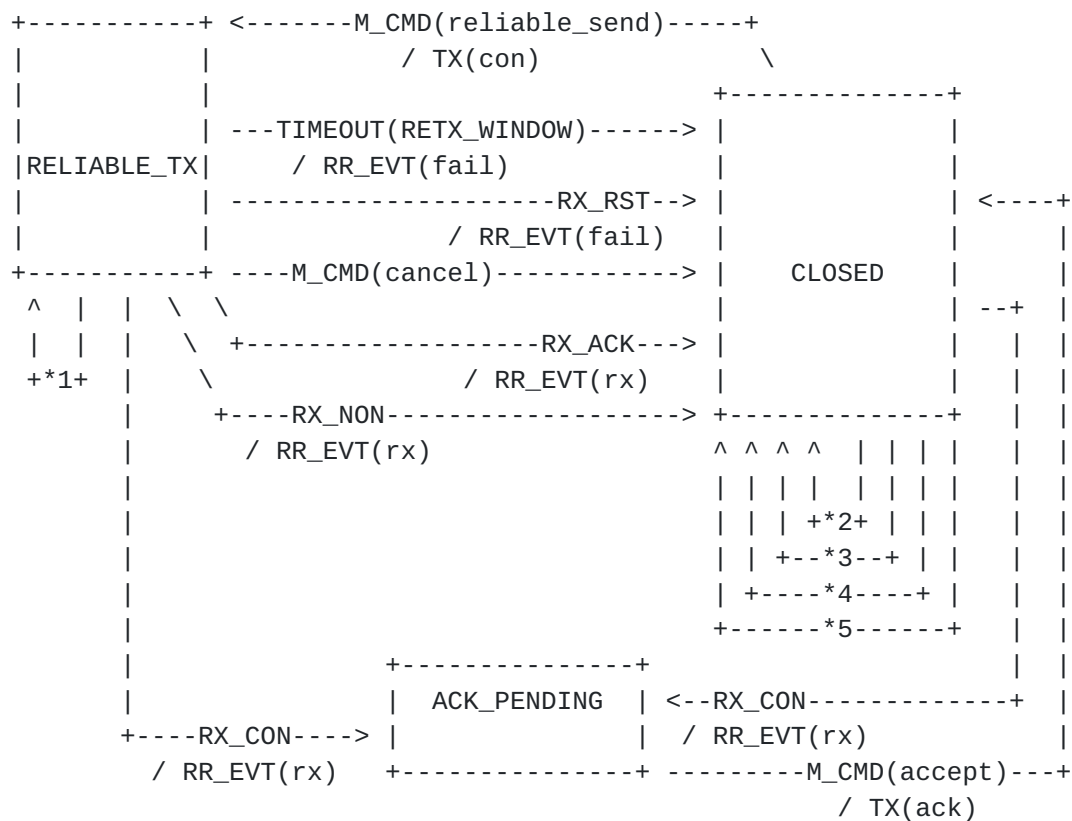 +-----------+ <-------M_CMD(reliable_send)-----+
|           |            / TX(con)              \
|           |                                +--------------+
|           | ---TIMEOUT(RETX_WINDOW)------> |              |
|RELIABLE_TX|     / RR_EVT(fail)             |              |
|           | ---------------------RX_RST--> |              | <----+
|           |               / RR_EVT(fail)   |              |      |
+-----------+ ----M_CMD(cancel)------------> |    CLOSED    |      |
 ^  |  |  \  \                               |              | --+  |
 |  |  |   \  +-------------------RX_ACK---> |              |   |  |
 +*1+  |    \                / RR_EVT(rx)    |              |   |  |
       |     +----RX_NON-------------------> +--------------+   |  |
       |       / RR_EVT(rx)                  ^ ^ ^ ^  | | | |   |  |
       |                                     | | | |  | | | |   |  |
       |                                     | | | +*2+ | | |   |  |
       |                                     | | +--*3--+ | |   |  |
       |                                     | +----*4----+ |   |  |
       |                                     +------*5------+   |  |
       |                +---------------+                       |  |
       |                |  ACK_PENDING  | <--RX_CON-------------+  |
       +----RX_CON----> |               |  / RR_EVT(rx)            |
         / RR_EVT(rx)   +---------------+ ---------M_CMD(accept)---+
                                                     / TX(ack)